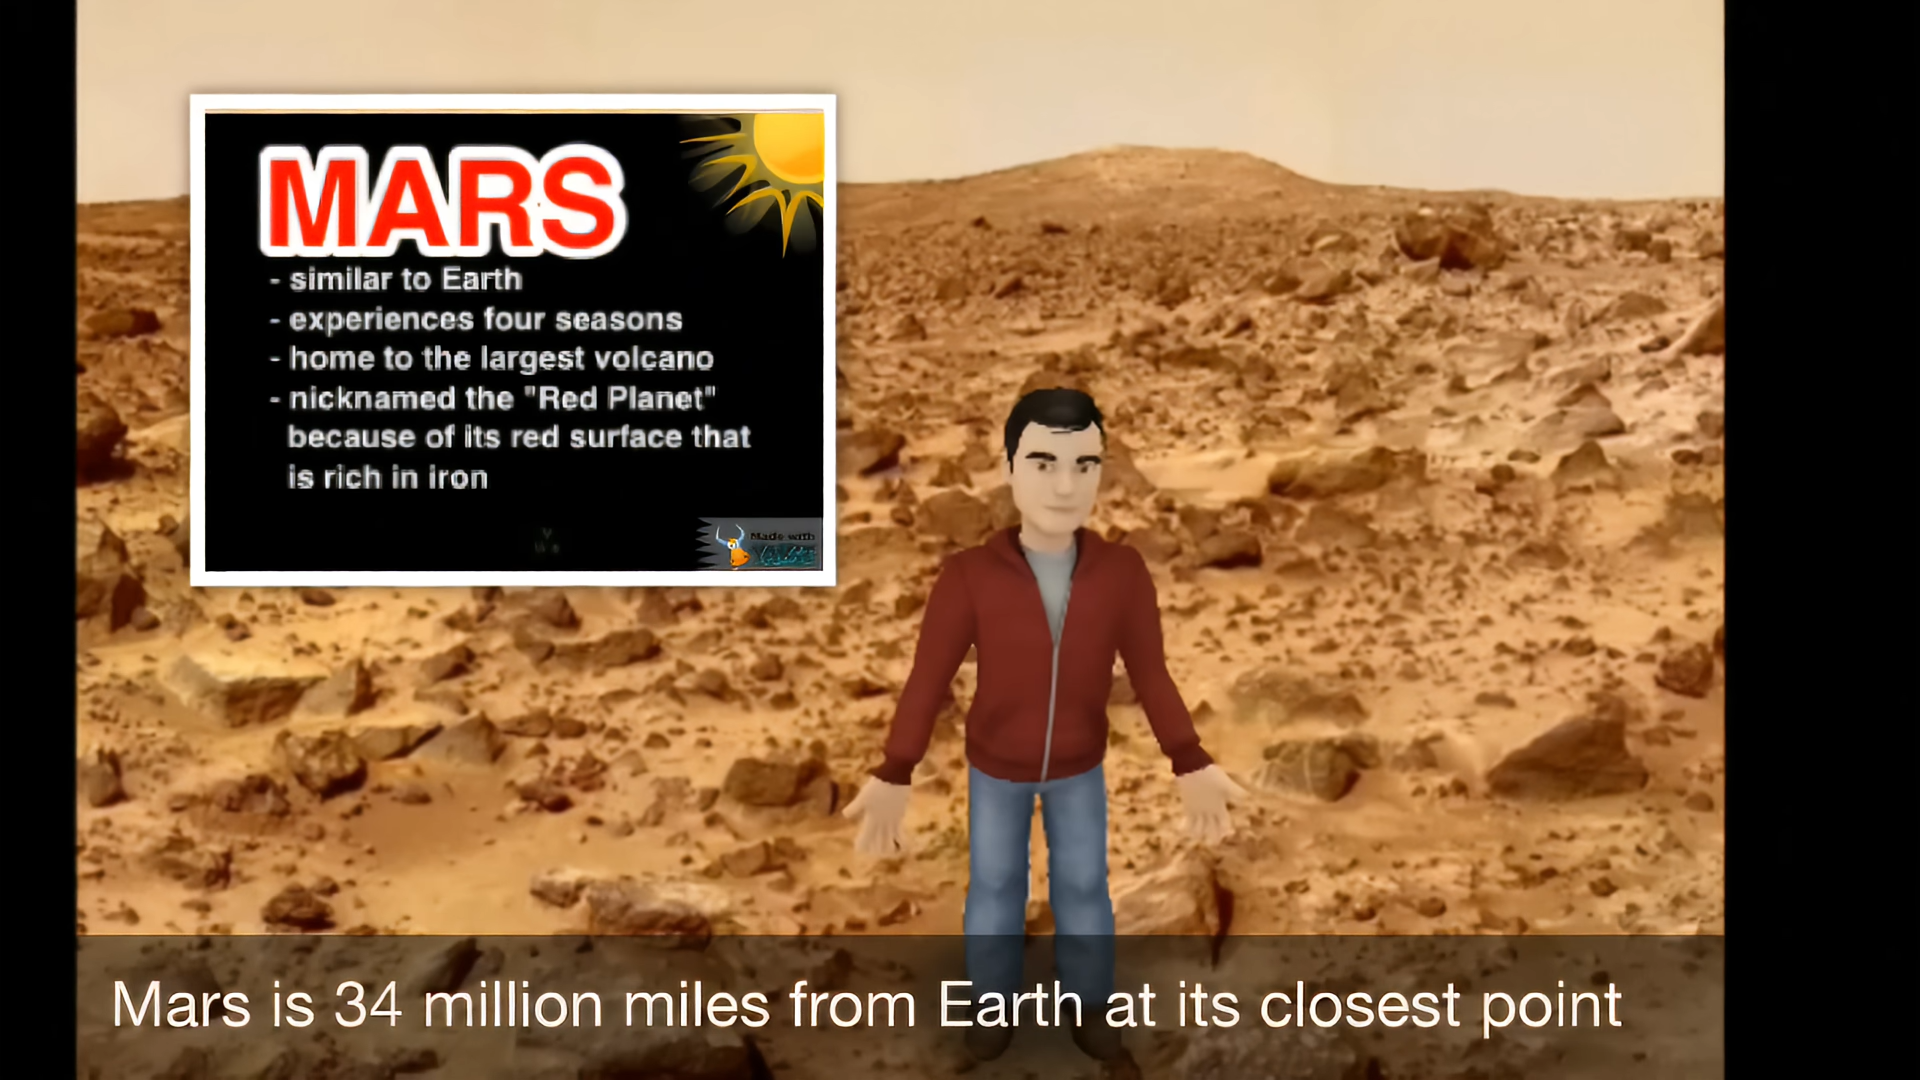 MARS
- similar to Earth
- experiences four seasons
- home to the largest volcano
- nicknamed the "Red Planet"
because of its red surface that
is rich in iron
Made with
Mars is 34 million miles from Earth at its closest point